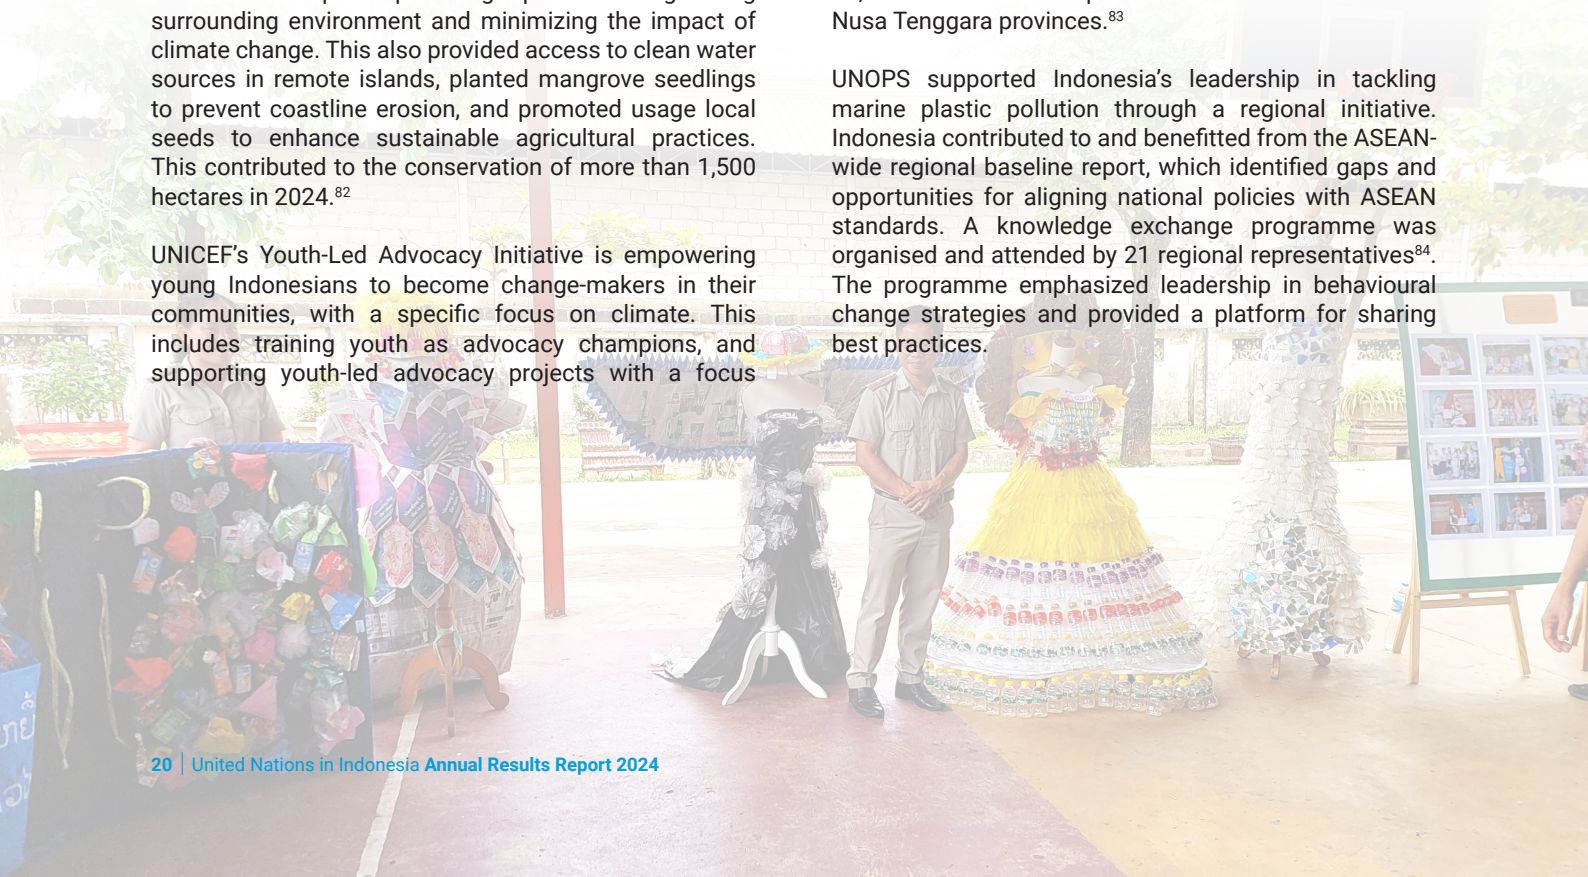 surrounding environment and minimizing the impact of
climate change. This also provided access to clean water
sources in remote islands, planted mangrove seedlings
to prevent coastline erosion, and promoted usage local
seeds to enhance sustainable agricultural practices.
This contributed to the conservation of more than 1,500
hectares in 2024.82
UNICEF’s Youth-Led Advocacy Initiative is empowering
young Indonesians to become change-makers in their
communities, with a specific focus on climate. This
includes training youth as advocacy champions, and
supporting youth-led advocacy projects with a focus
Nusa Tenggara provinces.83
UNOPS supported Indonesia’s leadership in tackling
marine plastic pollution through a regional initiative.
Indonesia contributed to and benefitted from the ASEAN-
wide regional baseline report, which identified gaps and
opportunities for aligning national policies with ASEAN
standards. A knowledge exchange programme was
organised and attended by 21 regional representatives84.
The programme emphasized leadership in behavioural
change strategies and provided a platform for sharing
best practices.
20 | United Nations in Indonesia Annual Results Report 2024